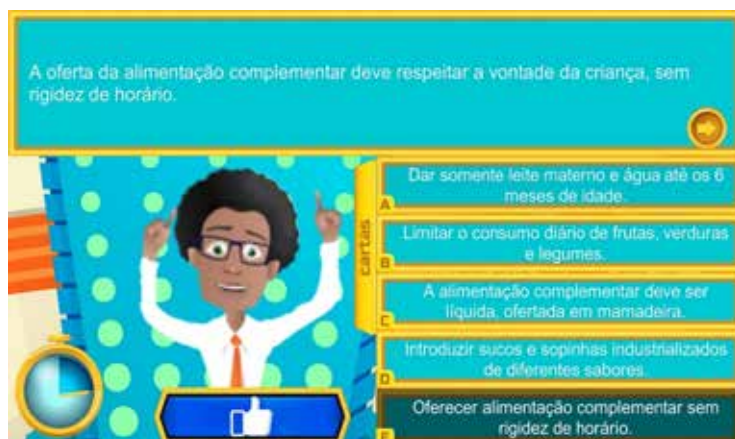 A oferta da alimentação complementar deve respeitar a vontade da criança, sem
rigidez de horário.
cartas
A
Dar somente leite materno e água até os 6
meses de idade.
B
Limitar o consumo diário de frutas, verduras
e legumes.
C
A alimentação complementar deve ser
líquida, ofertada em mamadeira.
D
Introduzir sucos e sopinhas industrializados
de diferentes sabores.
E
Oferecer alimentação complementar sem
rigidez de horário.